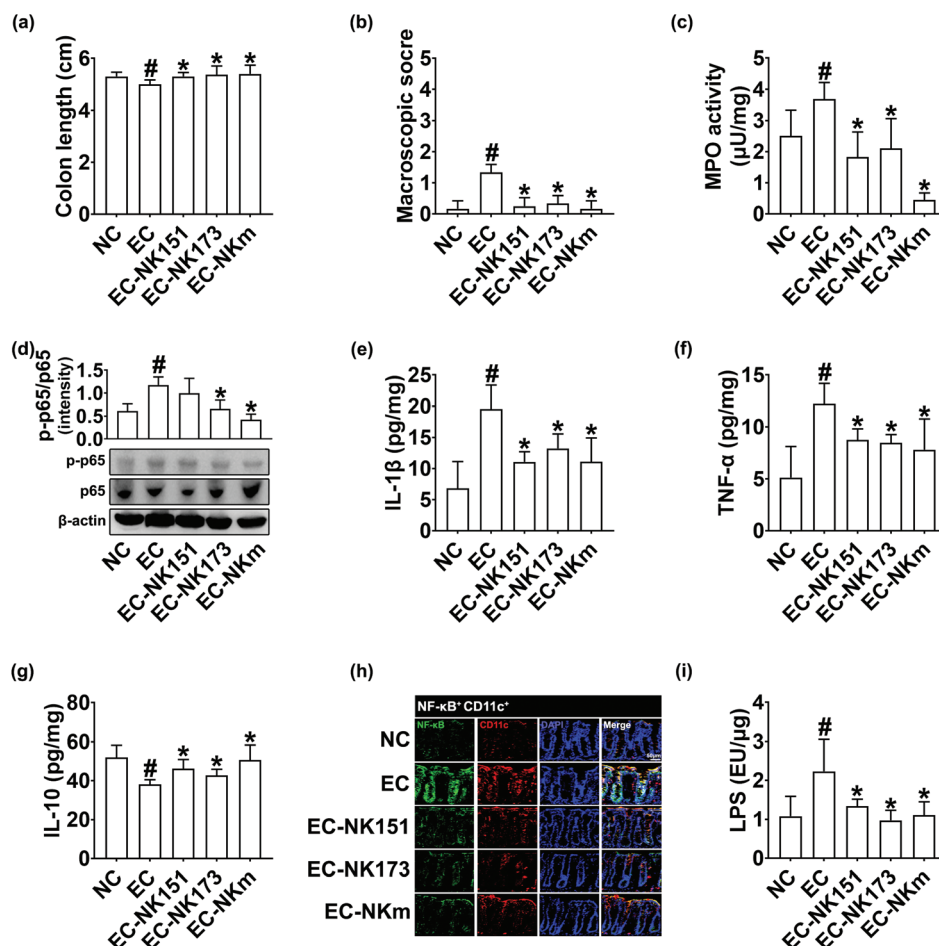 (a)
Colon length (cm)
8
6
4
2
0
#
*
*
*
NC
EC
EC-NK151
EC-NK173
EC-NKm
(b)
Macroscopic socre
5
4
3
2
1
0
#
*
*
*
NC
EC
EC-NK151
EC-NK173
EC-NKm
(c)
MPO activity
(μU/mg)
5
4
3
2
1
0
#
*
*
*
NC
EC
EC-NK151
EC-NK173
EC-NKm
(d)
p-p65/p65
(intensity)
1.5
1.0
0.5
0.0
#
*
*
p-p65
p65
β-actin
NC
EC
EC-NK151
EC-NK173
EC-NKm
(e)
IL-1β (pg/mg)
25
20
15
10
5
0
#
*
*
*
NC
EC
EC-NK151
EC-NK173
EC-NKm
(f)
TNF-α (pg/mg)
15
10
5
0
#
*
*
*
NC
EC
EC-NK151
EC-NK173
EC-NKm
(g)
IL-10 (pg/mg)
80
60
40
20
0
#
*
*
*
NC
EC
EC-NK151
EC-NK173
EC-NKm
(h)
NF-κB⁺ CD11c⁺
NF-κB CD11c DAPI Merge
50μm
NC
EC
EC-NK151
EC-NK173
EC-NKm
(i)
LPS (EU/μg)
4
3
2
1
0
#
*
*
*
NC
EC
EC-NK151
EC-NK173
EC-NKm